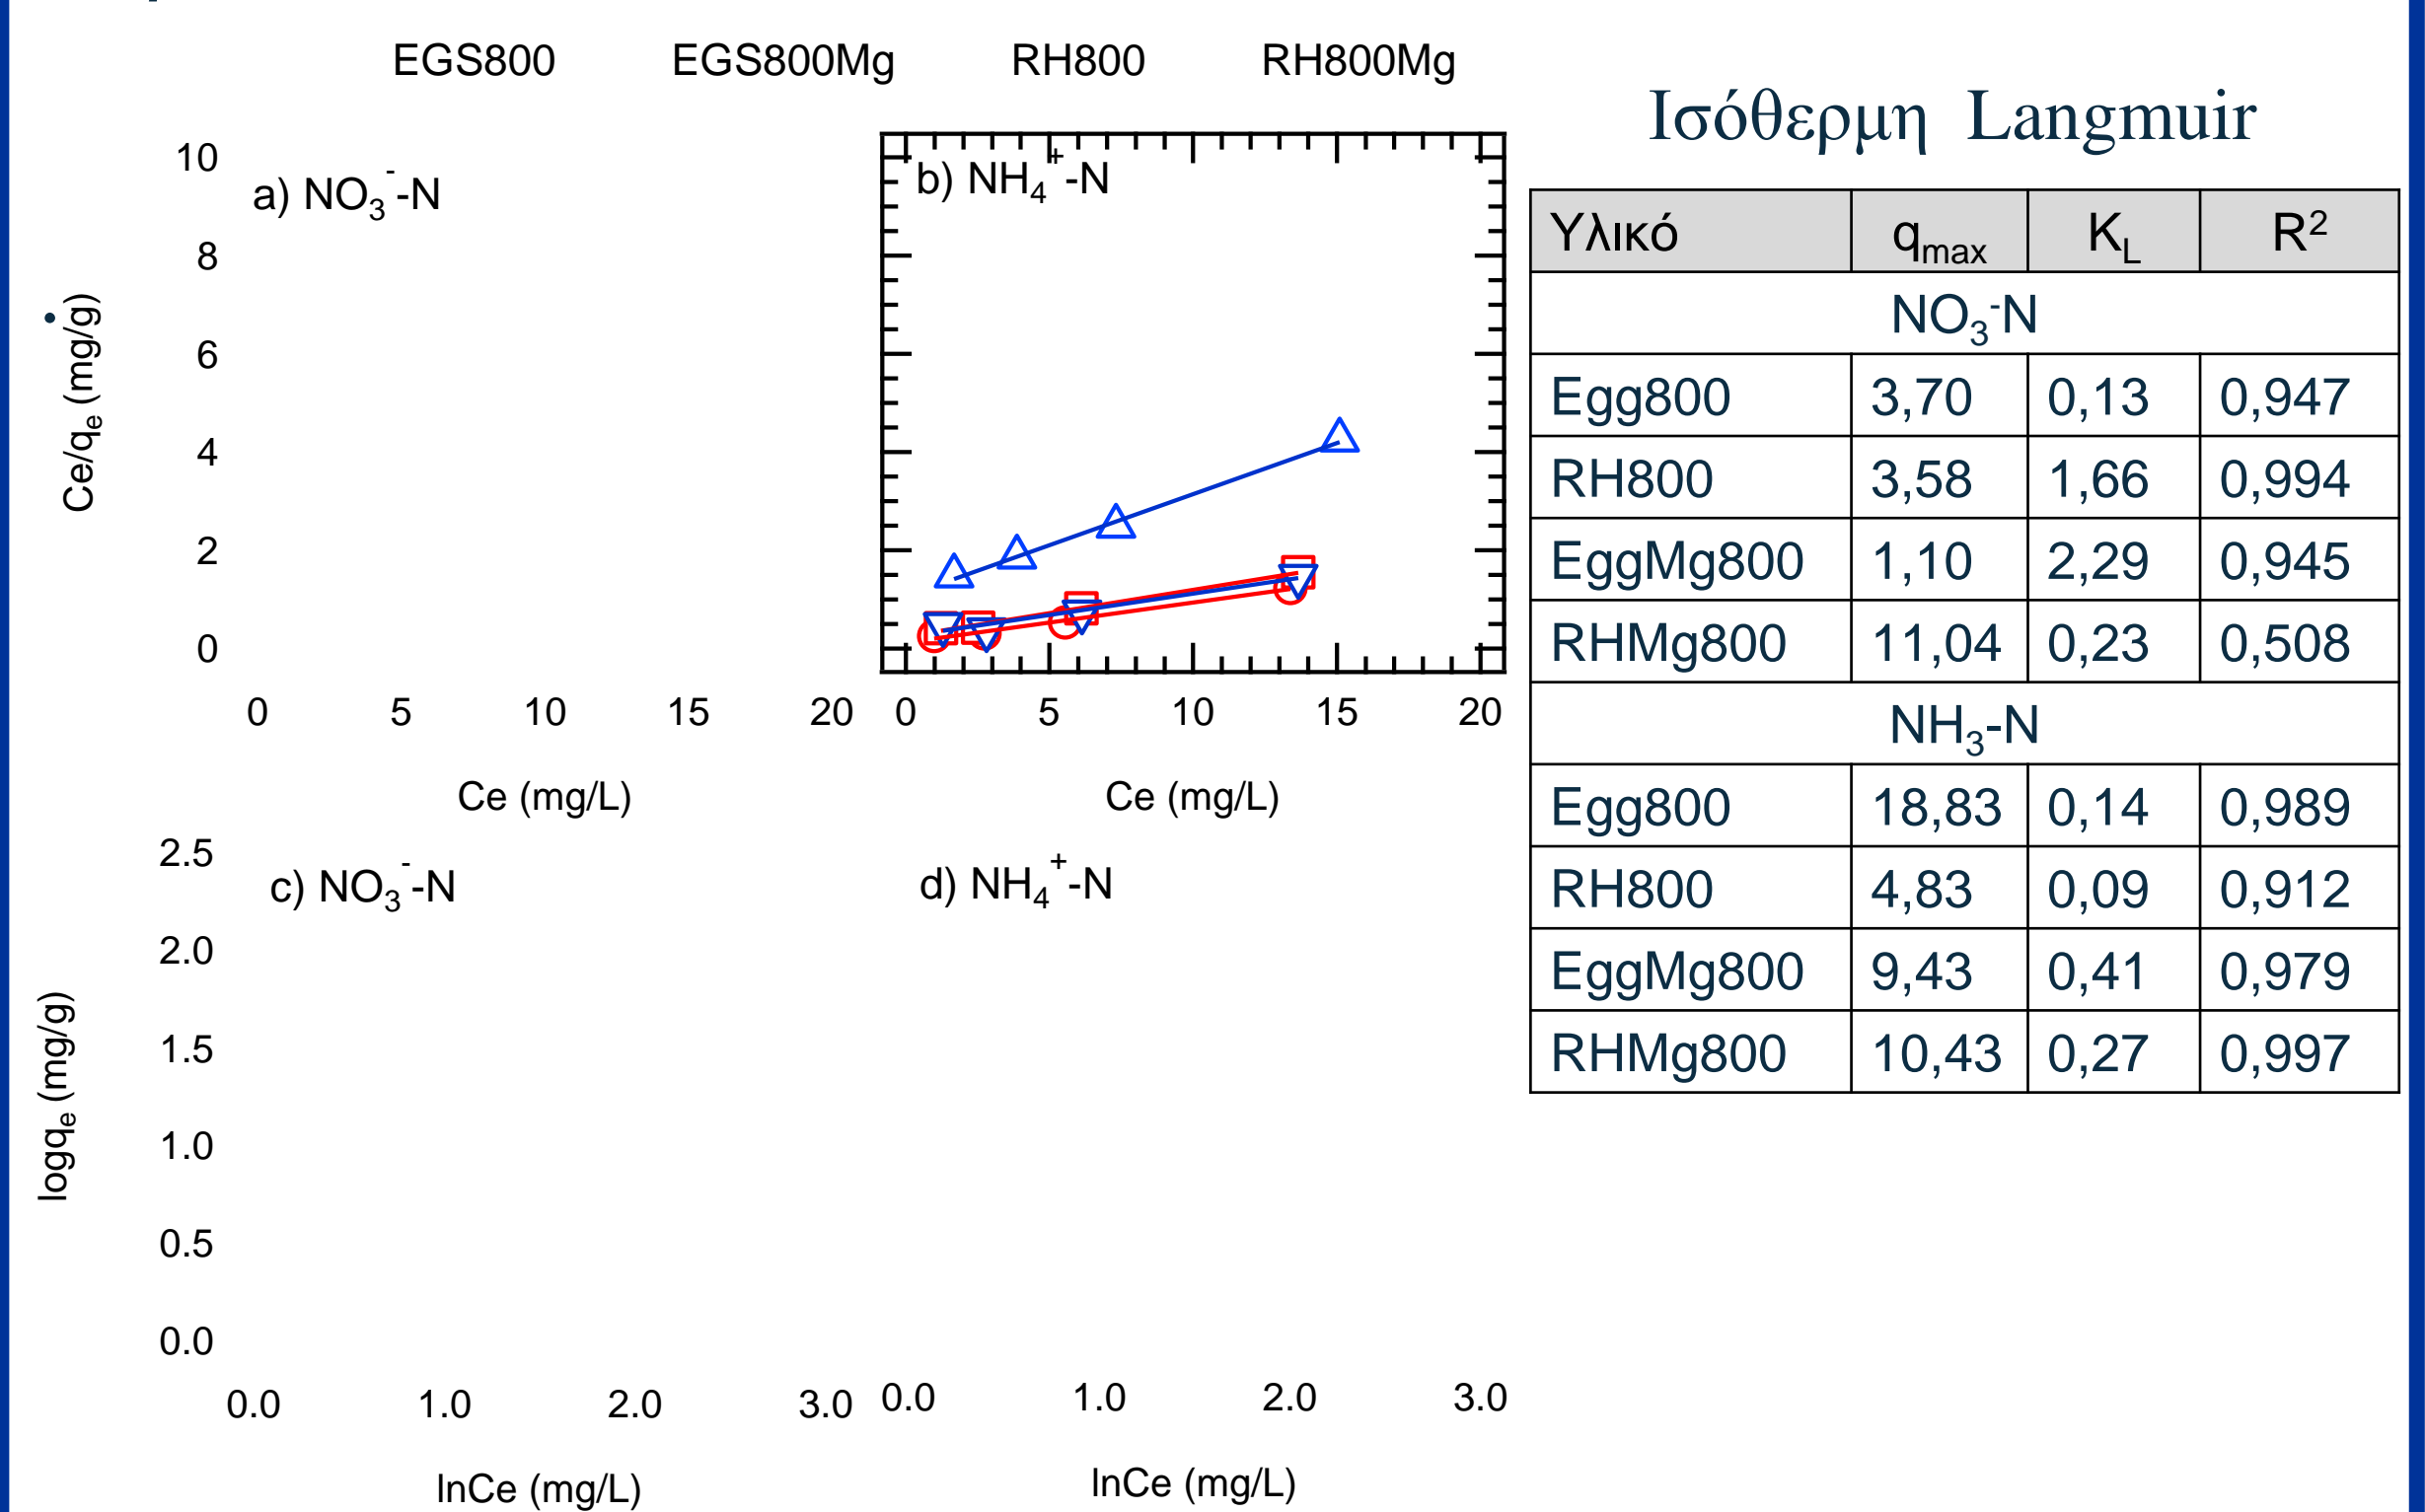 EGS800 EGS800Mg RH800 RH800Mg
a) NO3--N
b) NH4+-N
10
8
6
4
2
0
Ce/qe (mg/g)
0 5 10 15 20
0 5 10 15 20
Ce (mg/L)
Ce (mg/L)
c) NO3--N
d) NH4+-N
2.5
2.0
1.5
1.0
0.5
0.0
logqe (mg/g)
0.0 1.0 2.0 3.0
0.0 1.0 2.0 3.0
lnCe (mg/L)
lnCe (mg/L)
Ισόθερμη Langmuir
Υλικό qmax KL R2
NO3-N
Egg800 3,70 0,13 0,947
RH800 3,58 1,66 0,994
EggMg800 1,10 2,29 0,945
RHMg800 11,04 0,23 0,508
NH3-N
Egg800 18,83 0,14 0,989
RH800 4,83 0,09 0,912
EggMg800 9,43 0,41 0,979
RHMg800 10,43 0,27 0,997